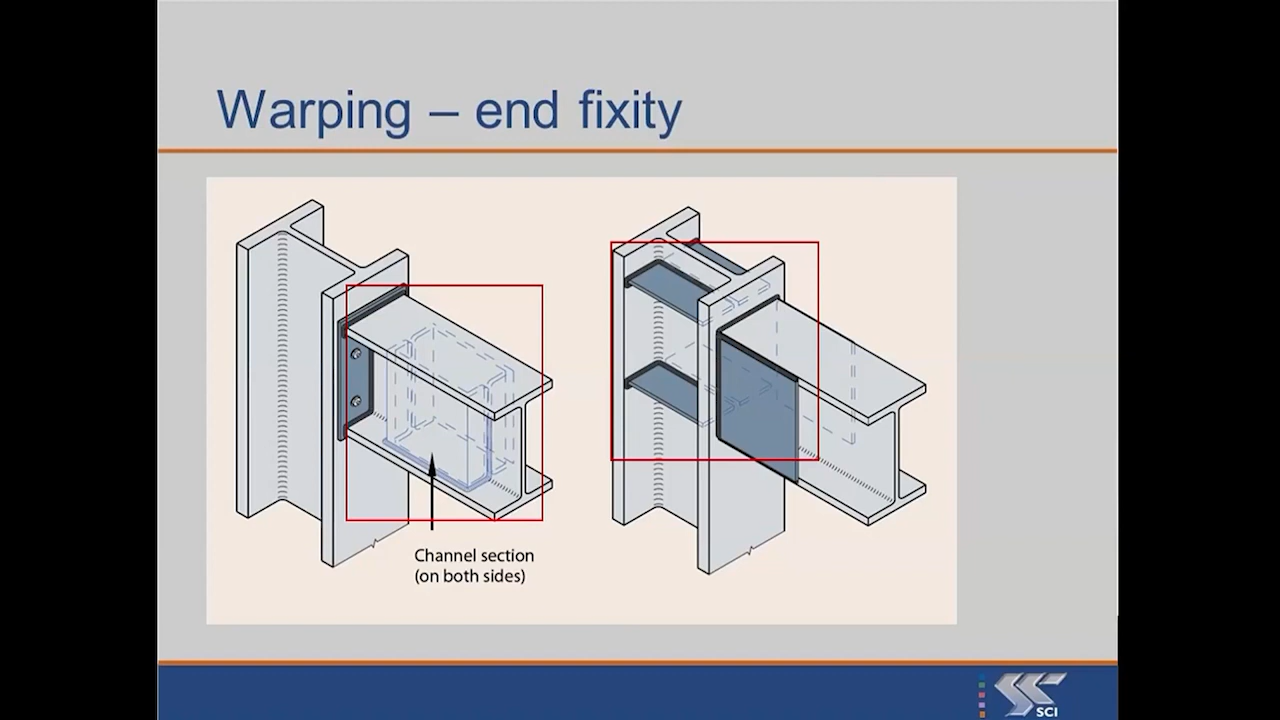 Warping – end fixity
Channel section
(on both sides)
SCI